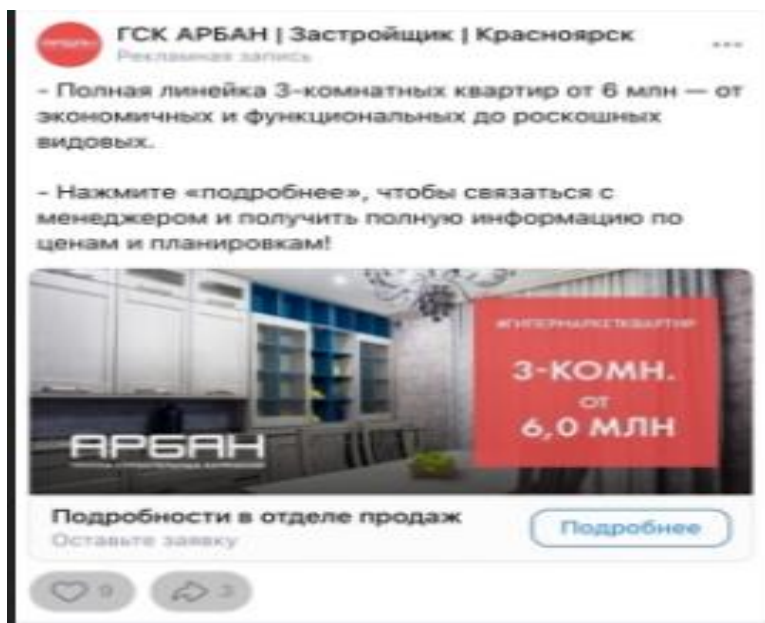 АРБАН
ГСК АРБАН | Застройщик | Красноярск
Рекламная запись
- Полная линейка 3-комнатных квартир от 6 млн — от
экономичных и функциональных до роскошных
видовых.
- Нажмите «подробнее», чтобы связаться с
менеджером и получить полную информацию по
ценам и планировкам!
#ГИПЕРМАРКЕТКВАРТИР
3-КОМН.
ОТ
6,0 МЛН
АРБАН
Подробности в отделе продаж
Подробнее
Оставьте заявку
9
3